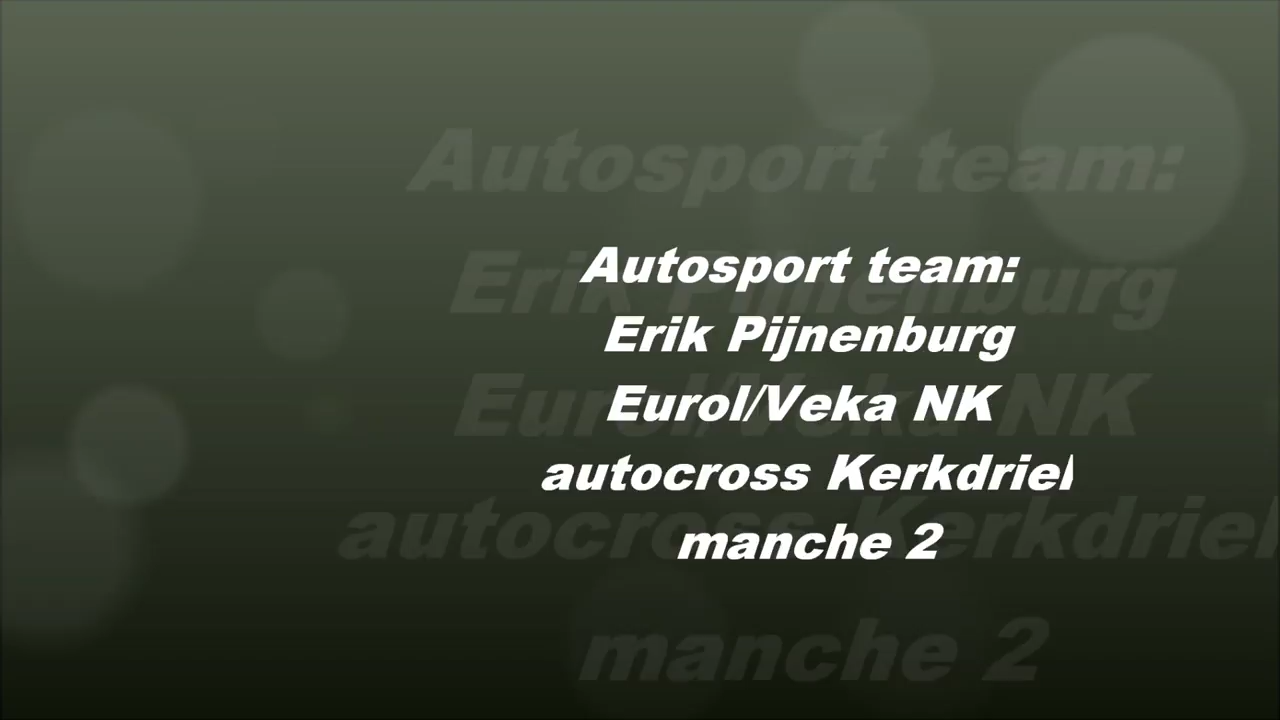 Autosport team:
Erik Pijnenburg
Eurol/Veka NK
autocross Kerkdriel
manche 2